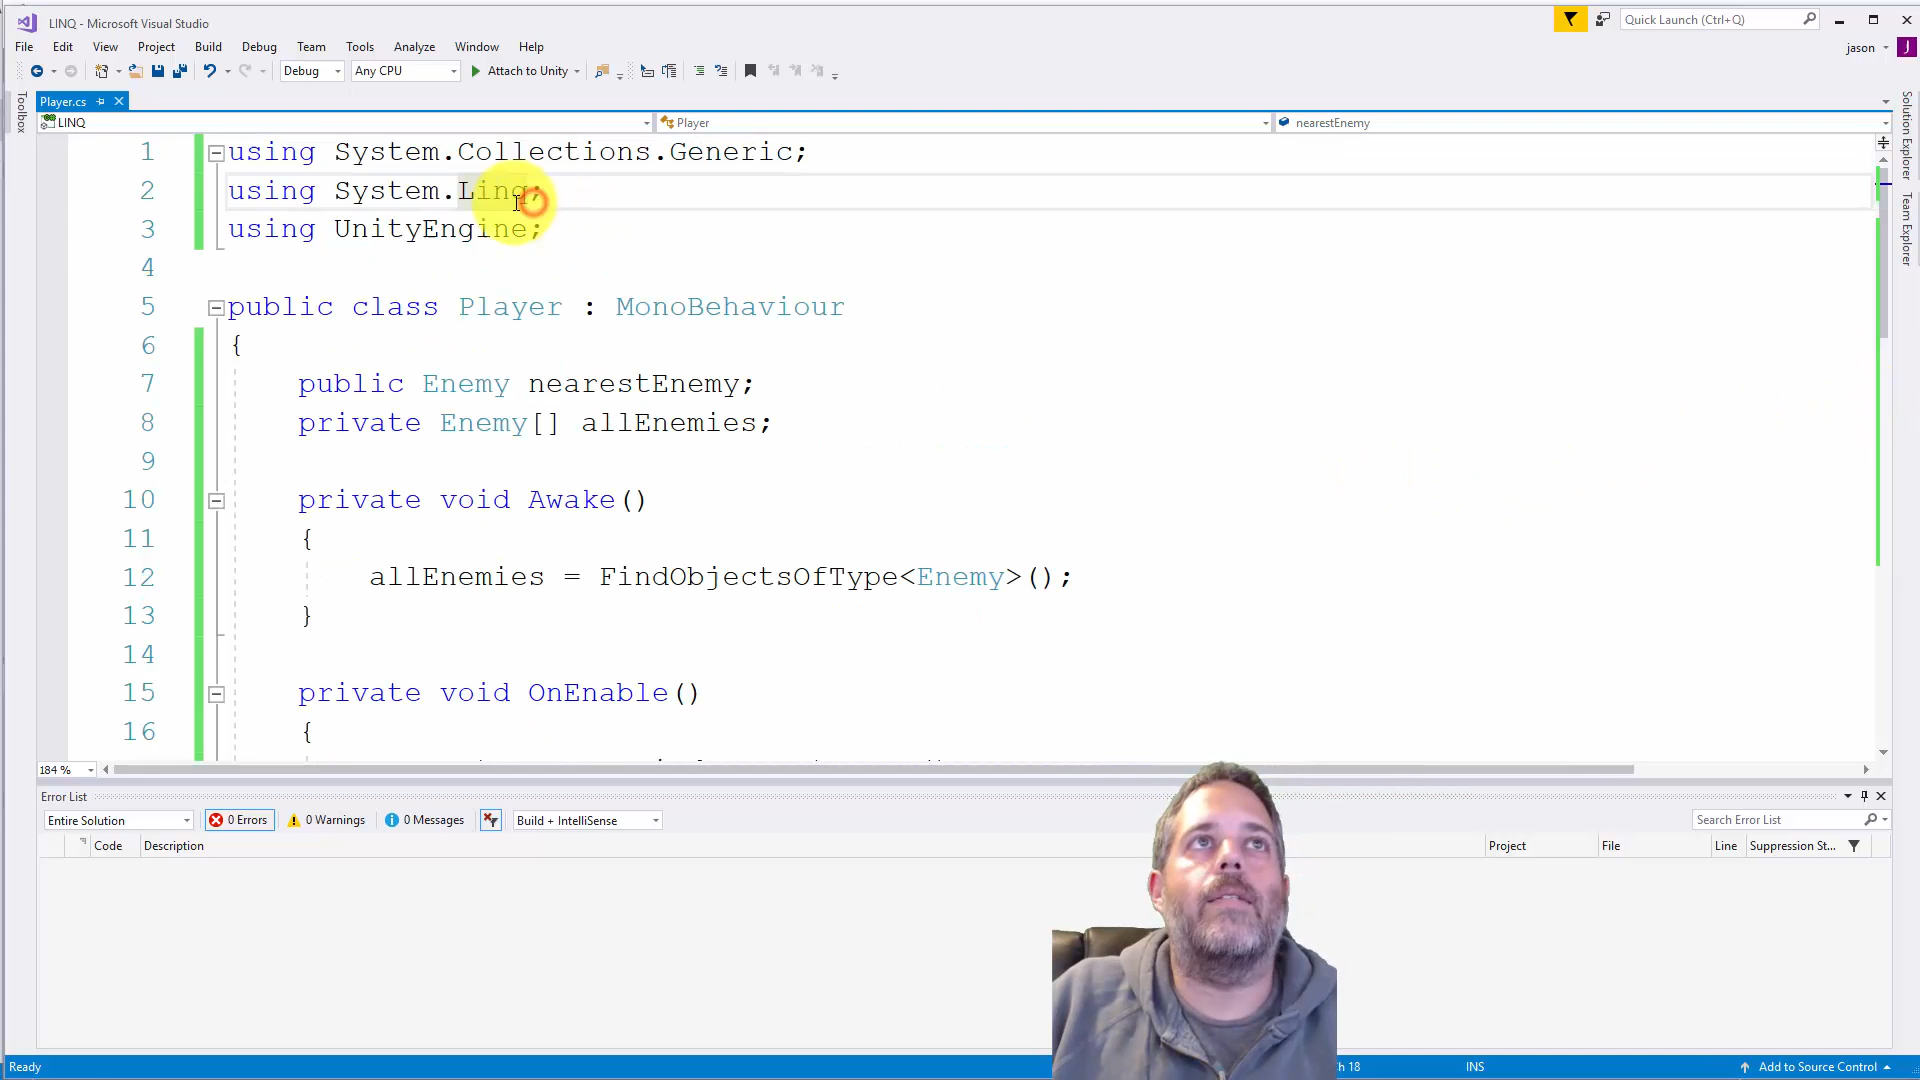 LINQ - Microsoft Visual Studio
Quick Launch (Ctrl+Q)
File Edit View Project Build Debug Team Tools Analyze Window Help
jason J
Debug Any CPU Attach to Unity
Toolbox
Player.cs
LINQ Player nearestEnemy
Solution Explorer
Team Explorer
1 using System.Collections.Generic;
2 using System.Linq;
3 using UnityEngine;
4
5 public class Player : MonoBehaviour
6 {
7 public Enemy nearestEnemy;
8 private Enemy[] allEnemies;
9
10 private void Awake()
11 {
12 allEnemies = FindObjectsOfType<Enemy>();
13 }
14
15 private void OnEnable()
16 {
184 %
Error List
Entire Solution 0 Errors 0 Warnings 0 Messages Build + IntelliSense Search Error List
Code Description Project File Line Suppression St...
Ready Ch 18 INS Add to Source Control